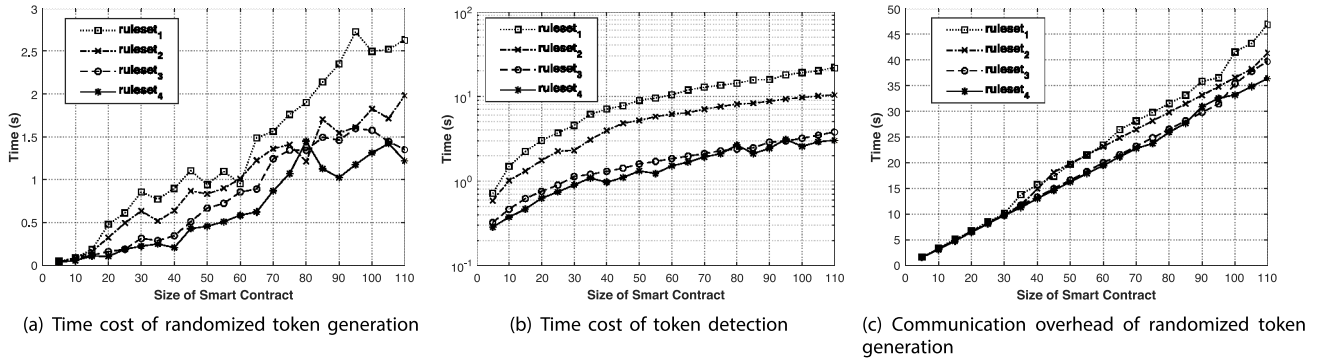 3
2.5
2
1.5
1
0.5
0
Time (s)
ruleset1
ruleset2
ruleset3
ruleset4
0 10 20 30 40 50 60 70 80 90 100 110
Size of Smart Contract
(a) Time cost of randomized token generation
10^2
10^1
10^0
10^-1
Time (s)
ruleset1
ruleset2
ruleset3
ruleset4
10 20 30 40 50 60 70 80 90 100 110
Size of Smart Contract
(b) Time cost of token detection
50
45
40
35
30
25
20
15
10
5
0
Time (s)
ruleset1
ruleset2
ruleset3
ruleset4
0 10 20 30 40 50 60 70 80 90 100 110
Size of Smart Contract
(c) Communication overhead of randomized token
generation